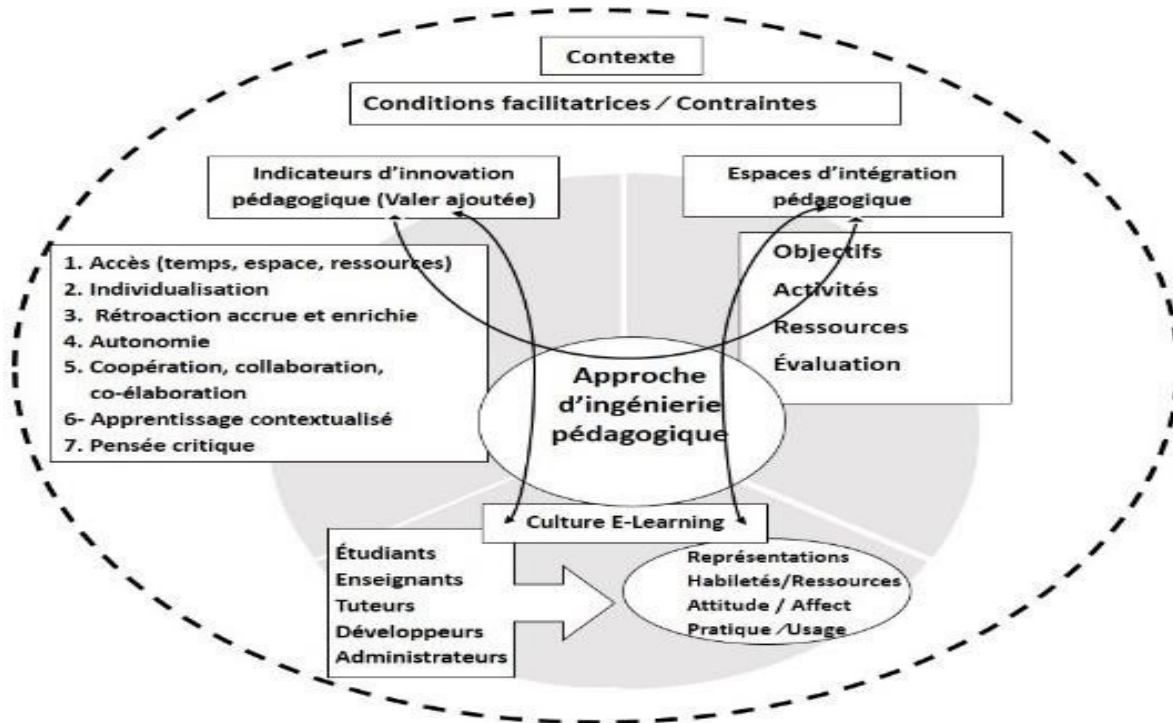 Contexte
Conditions facilitatrices / Contraintes
Indicateurs d'innovation
pédagogique (Valer ajoutée)
Espaces d'intégration
pédagogique
1. Accès (temps, espace, ressources)
2. Individualisation
3. Rétroaction accrue et enrichie
4. Autonomie
5. Coopération, collaboration,
co-élaboration
6- Apprentissage contextualisé
7. Pensée critique
Objectifs
Activités
Ressources
Évaluation
Approche
d'ingénierie
pédagogique
Culture E-Learning
Étudiants
Enseignants
Tuteurs
Développeurs
Administrateurs
Représentations
Habiletés/Ressources
Attitude / Affect
Pratique /Usage